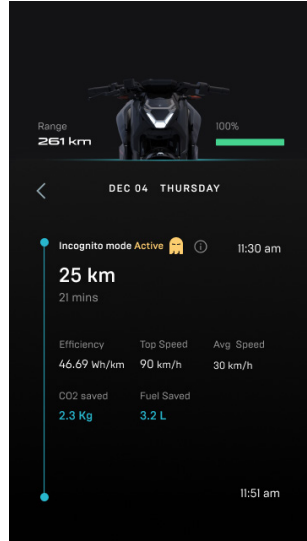 Range
261 km
100%
DEC 04 THURSDAY
Incognito mode Active
11:30 am
25 km
21 mins
Efficiency Top Speed Avg Speed
46.69 Wh/km 90 km/h 30 km/h
CO2 saved Fuel Saved
2.3 Kg 3.2 L
11:51 am